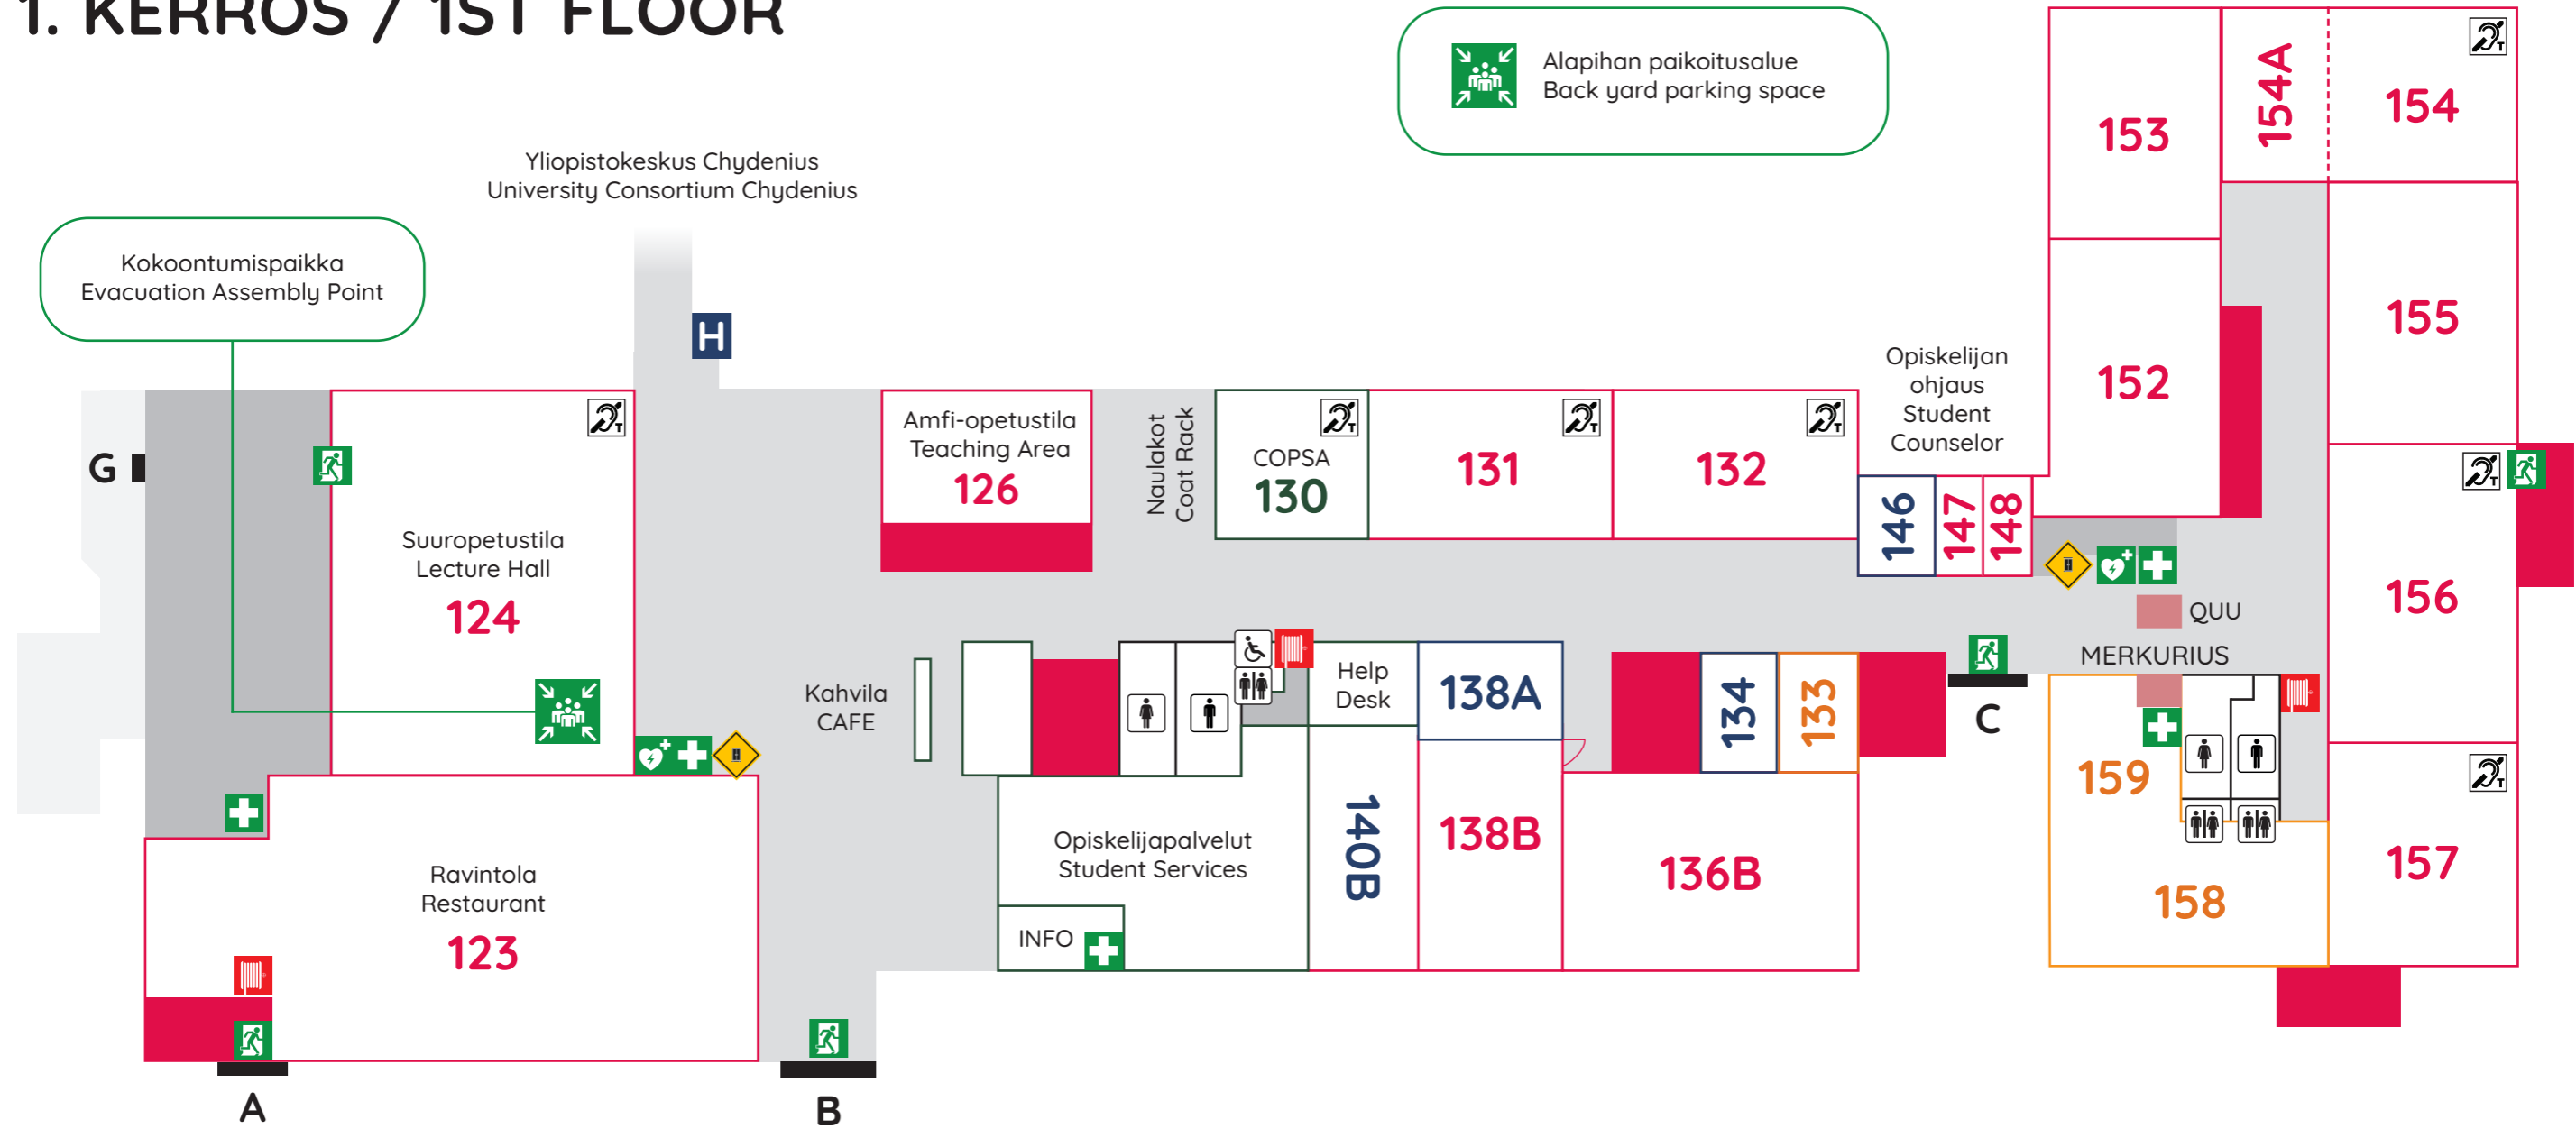 1. KERROS / 1ST FLOOR
Alapihan paikoitusalue
Back yard parking space
Yliopistokeskus Chydenius
University Consortium Chydenius
Kokoontumispaikka
Evacuation Assembly Point
H
G
Suuropetustila
Lecture Hall
124
Amfi-opetustila
Teaching Area
126
Naulakot
Coat Rack
COPSA
130
T
131
T
132
T
T
Opiskelijan
ohjaus
Student
Counselor
146
147
148
152
153
154A
154
T
155
156
T
157
T
QUU
MERKURIUS
159
158
C
Kahvila
CAFE
Help
Desk
138A
134
133
Opiskelijapalvelut
Student Services
INFO
140B
138B
136B
Ravintola
Restaurant
123
A
B